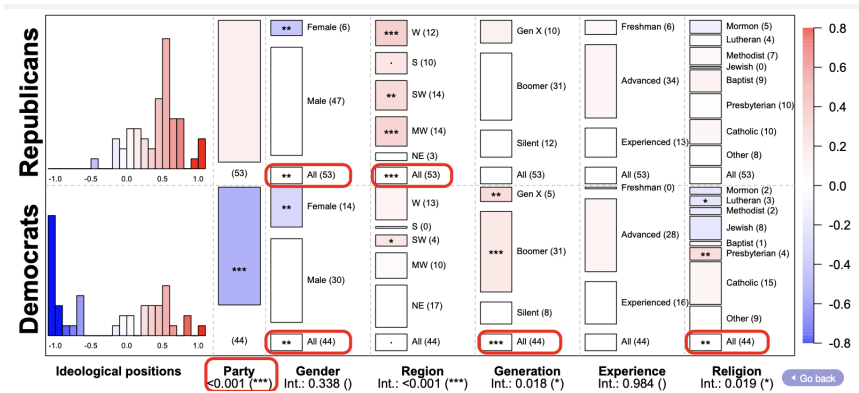 Republicans
** Female (6)
Male (47)
** All (53)
*** W (12)
. S (10)
** SW (14)
*** MW (14)
NE (3)
*** All (53)
Gen X (10)
Boomer (31)
Silent (12)
All (53)
Freshman (6)
Advanced (34)
Experienced (13)
All (53)
Mormon (5)
Lutheran (4)
Methodist (7)
Jewish (0)
Baptist (9)
Presbyterian (10)
Catholic (10)
Other (8)
All (53)
(53)
-1.0 -0.5 0.0 0.5 1.0
Democrats
***
(44)
** Female (14)
Male (30)
** All (44)
W (13)
S (0)
* SW (4)
MW (10)
NE (17)
. All (44)
** Gen X (5)
*** Boomer (31)
Silent (8)
*** All (44)
Freshman (0)
Advanced (28)
Experienced (16)
All (44)
Mormon (2)
* Lutheran (3)
Methodist (2)
Jewish (8)
Baptist (1)
** Presbyterian (4)
Catholic (15)
Other (9)
** All (44)
-1.0 -0.5 0.0 0.5 1.0
0.8
0.6
0.4
0.2
0.0
-0.2
-0.4
-0.6
-0.8
Ideological positions
Party
<0.001 (***)
Gender
Int.: 0.338 ()
Region
Int.: <0.001 (***)
Generation
Int.: 0.018 (*)
Experience
Int.: 0.984 ()
Religion
Int.: 0.019 (*)
Go back